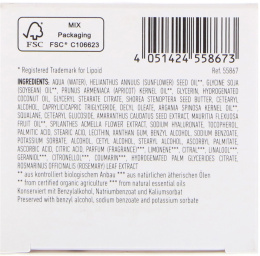 MIX
Packaging
FSC® C106623
FSC
4 051424 558673
* Registered Trademark for Lipoid
Ref. 55867
INGREDIENTS: AQUA (WATER), HELIANTHUS ANNUUS (SUNFLOWER) SEED OIL**, GLYCINE SOJA
(SOYBEAN) OIL**, PRUNUS ARMENIACA (APRICOT) KERNEL OIL**, GLYCERIN, HYDROGENATED
COCONUT OIL, GLYCERYL STEARATE CITRATE, SHOREA STENOPTERA SEED BUTTER, CETEARYL
ALCOHOL, CAPRYLIC/CAPRIC TRIGLYCERIDE, DECYL OLEATE, ARGANIA SPINOSA KERNEL OIL**,
SQUALANE, CETEARYL GLUCOSIDE, AMARANTHUS CAUDATUS SEED EXTRACT, MAURITIA FLEXUOSA
FRUIT OIL**, SPILANTHES ACMELLA FLOWER EXTRACT, SODIUM HYALURONATE, TOCOPHEROL,
PALMITIC ACID, STEARIC ACID, LECITHIN, XANTHAN GUM, BENZYL ALCOHOL, SODIUM BENZOATE,
POTASSIUM SORBATE, ALCOHOL, CETYL ALCOHOL, STEARYL ALCOHOL, ASCORBYL PALMITATE,
ASCORBIC ACID, CITRIC ACID, PARFUM (FRAGRANCE)***, LIMONENE***, CITRAL***, LINALOOL***,
GERANIOL***, CITRONELLOL***, COUMARIN***, HYDROGENATED PALM GLYCERIDES CITRATE,
ROSMARINUS OFFICINALIS (ROSEMARY) LEAF EXTRACT
** aus kontrolliert biologischem Anbau *** aus natürlichen ätherischen Ölen
** from certified organic agriculture *** from natural essential oils
Konserviert mit Benzylalkohol, Natriumbenzoat und Kaliumsorbat
Preserved with benzyl alcohol, sodium benzoate and potassium sorbate